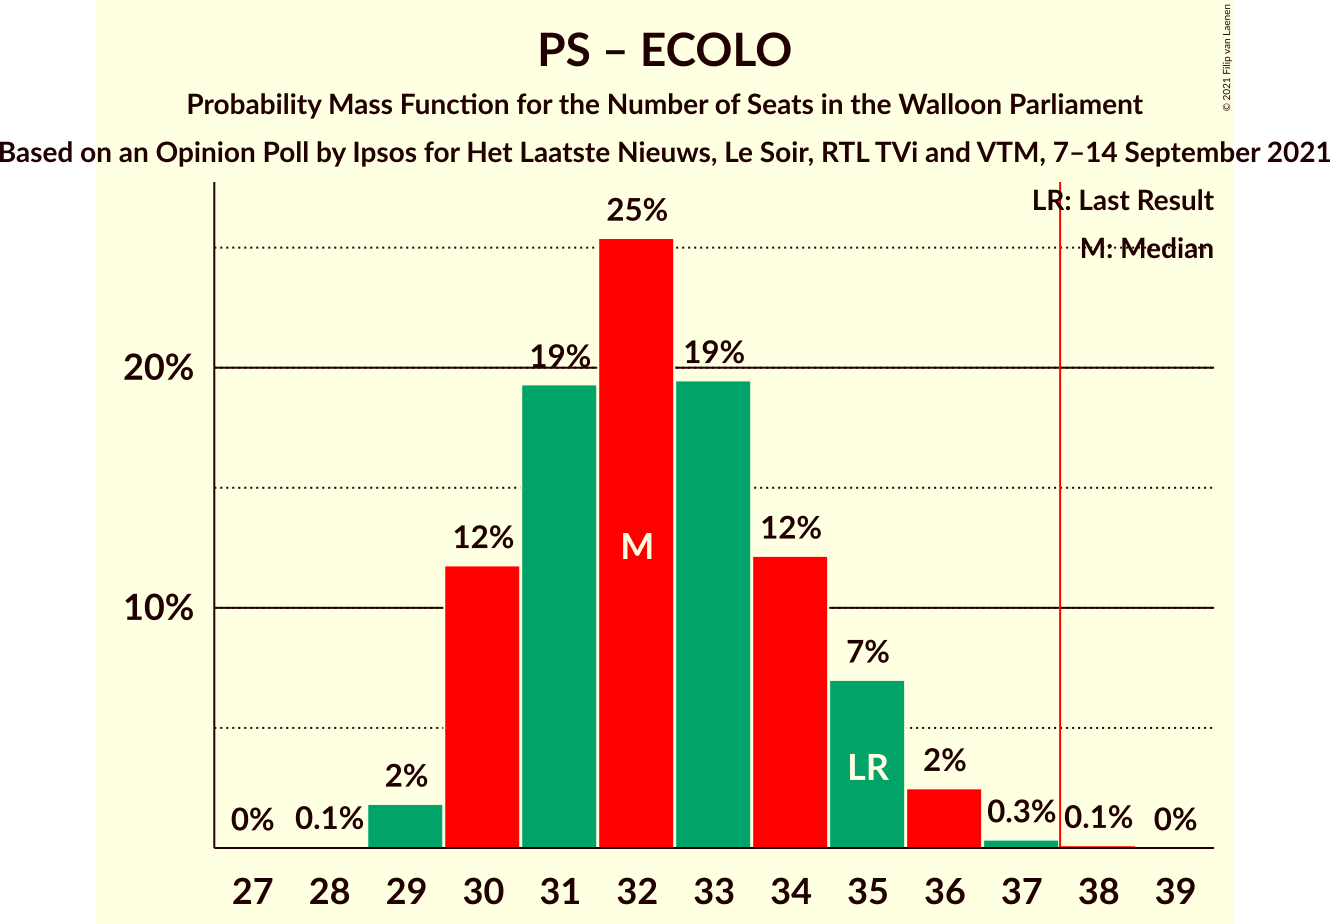 PS – ECOLO
Probability Mass Function for the Number of Seats in the Walloon Parliament
Based on an Opinion Poll by Ipsos for Het Laatste Nieuws, Le Soir, RTL TVi and VTM, 7–14 September 2021
© 2021 Filip van Laenen
LR: Last Result
M: Median
25%
20%
19%
19%
12%
12%
M
10%
7%
LR
2%
2%
0%
0.1%
0.3%
0.1%
0%
27 28 29 30 31 32 33 34 35 36 37 38 39